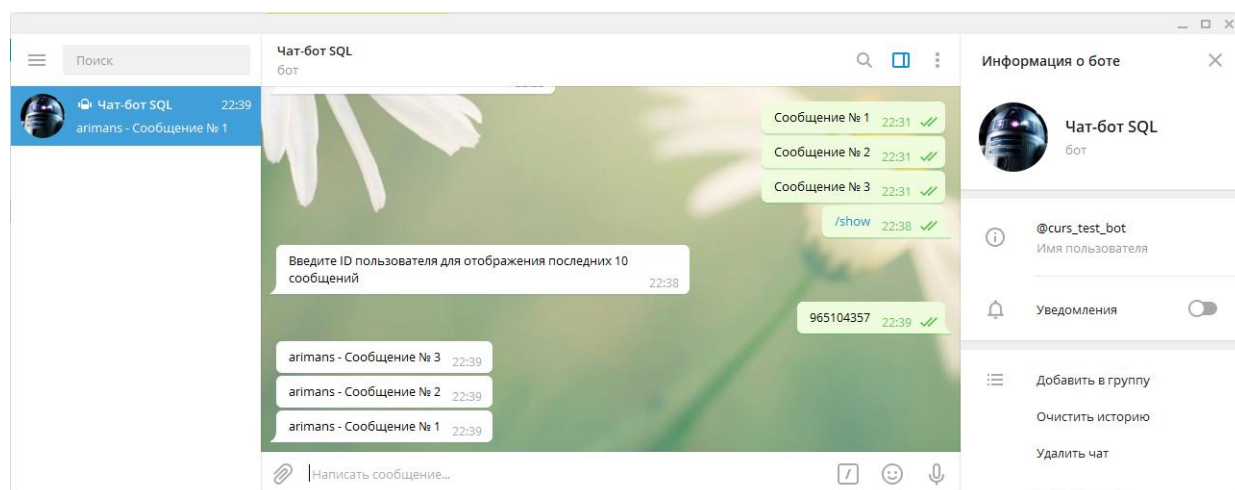 Поиск
Чат-бот SQL 22:39
arimans - Сообщение № 1
Чат-бот SQL
бот
Сообщение № 1 22:31
Сообщение № 2 22:31
Сообщение № 3 22:31
/show 22:38
Введите ID пользователя для отображения последних 10
сообщений 22:38
965104357 22:39
arimans - Сообщение № 3 22:39
arimans - Сообщение № 2 22:39
arimans - Сообщение № 1 22:39
Написать сообщение...
Информация о боте
Чат-бот SQL
бот
@curs_test_bot
Имя пользователя
Уведомления
Добавить в группу
Очистить историю
Удалить чат